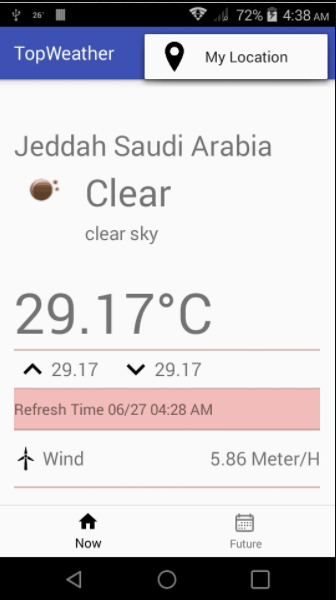 26° 72% 4:38 AM
TopWeather
My Location
Jeddah Saudi Arabia
Clear
clear sky
29.17°C
29.17 29.17
Refresh Time 06/27 04:28 AM
Wind 5.86 Meter/H
Now Future